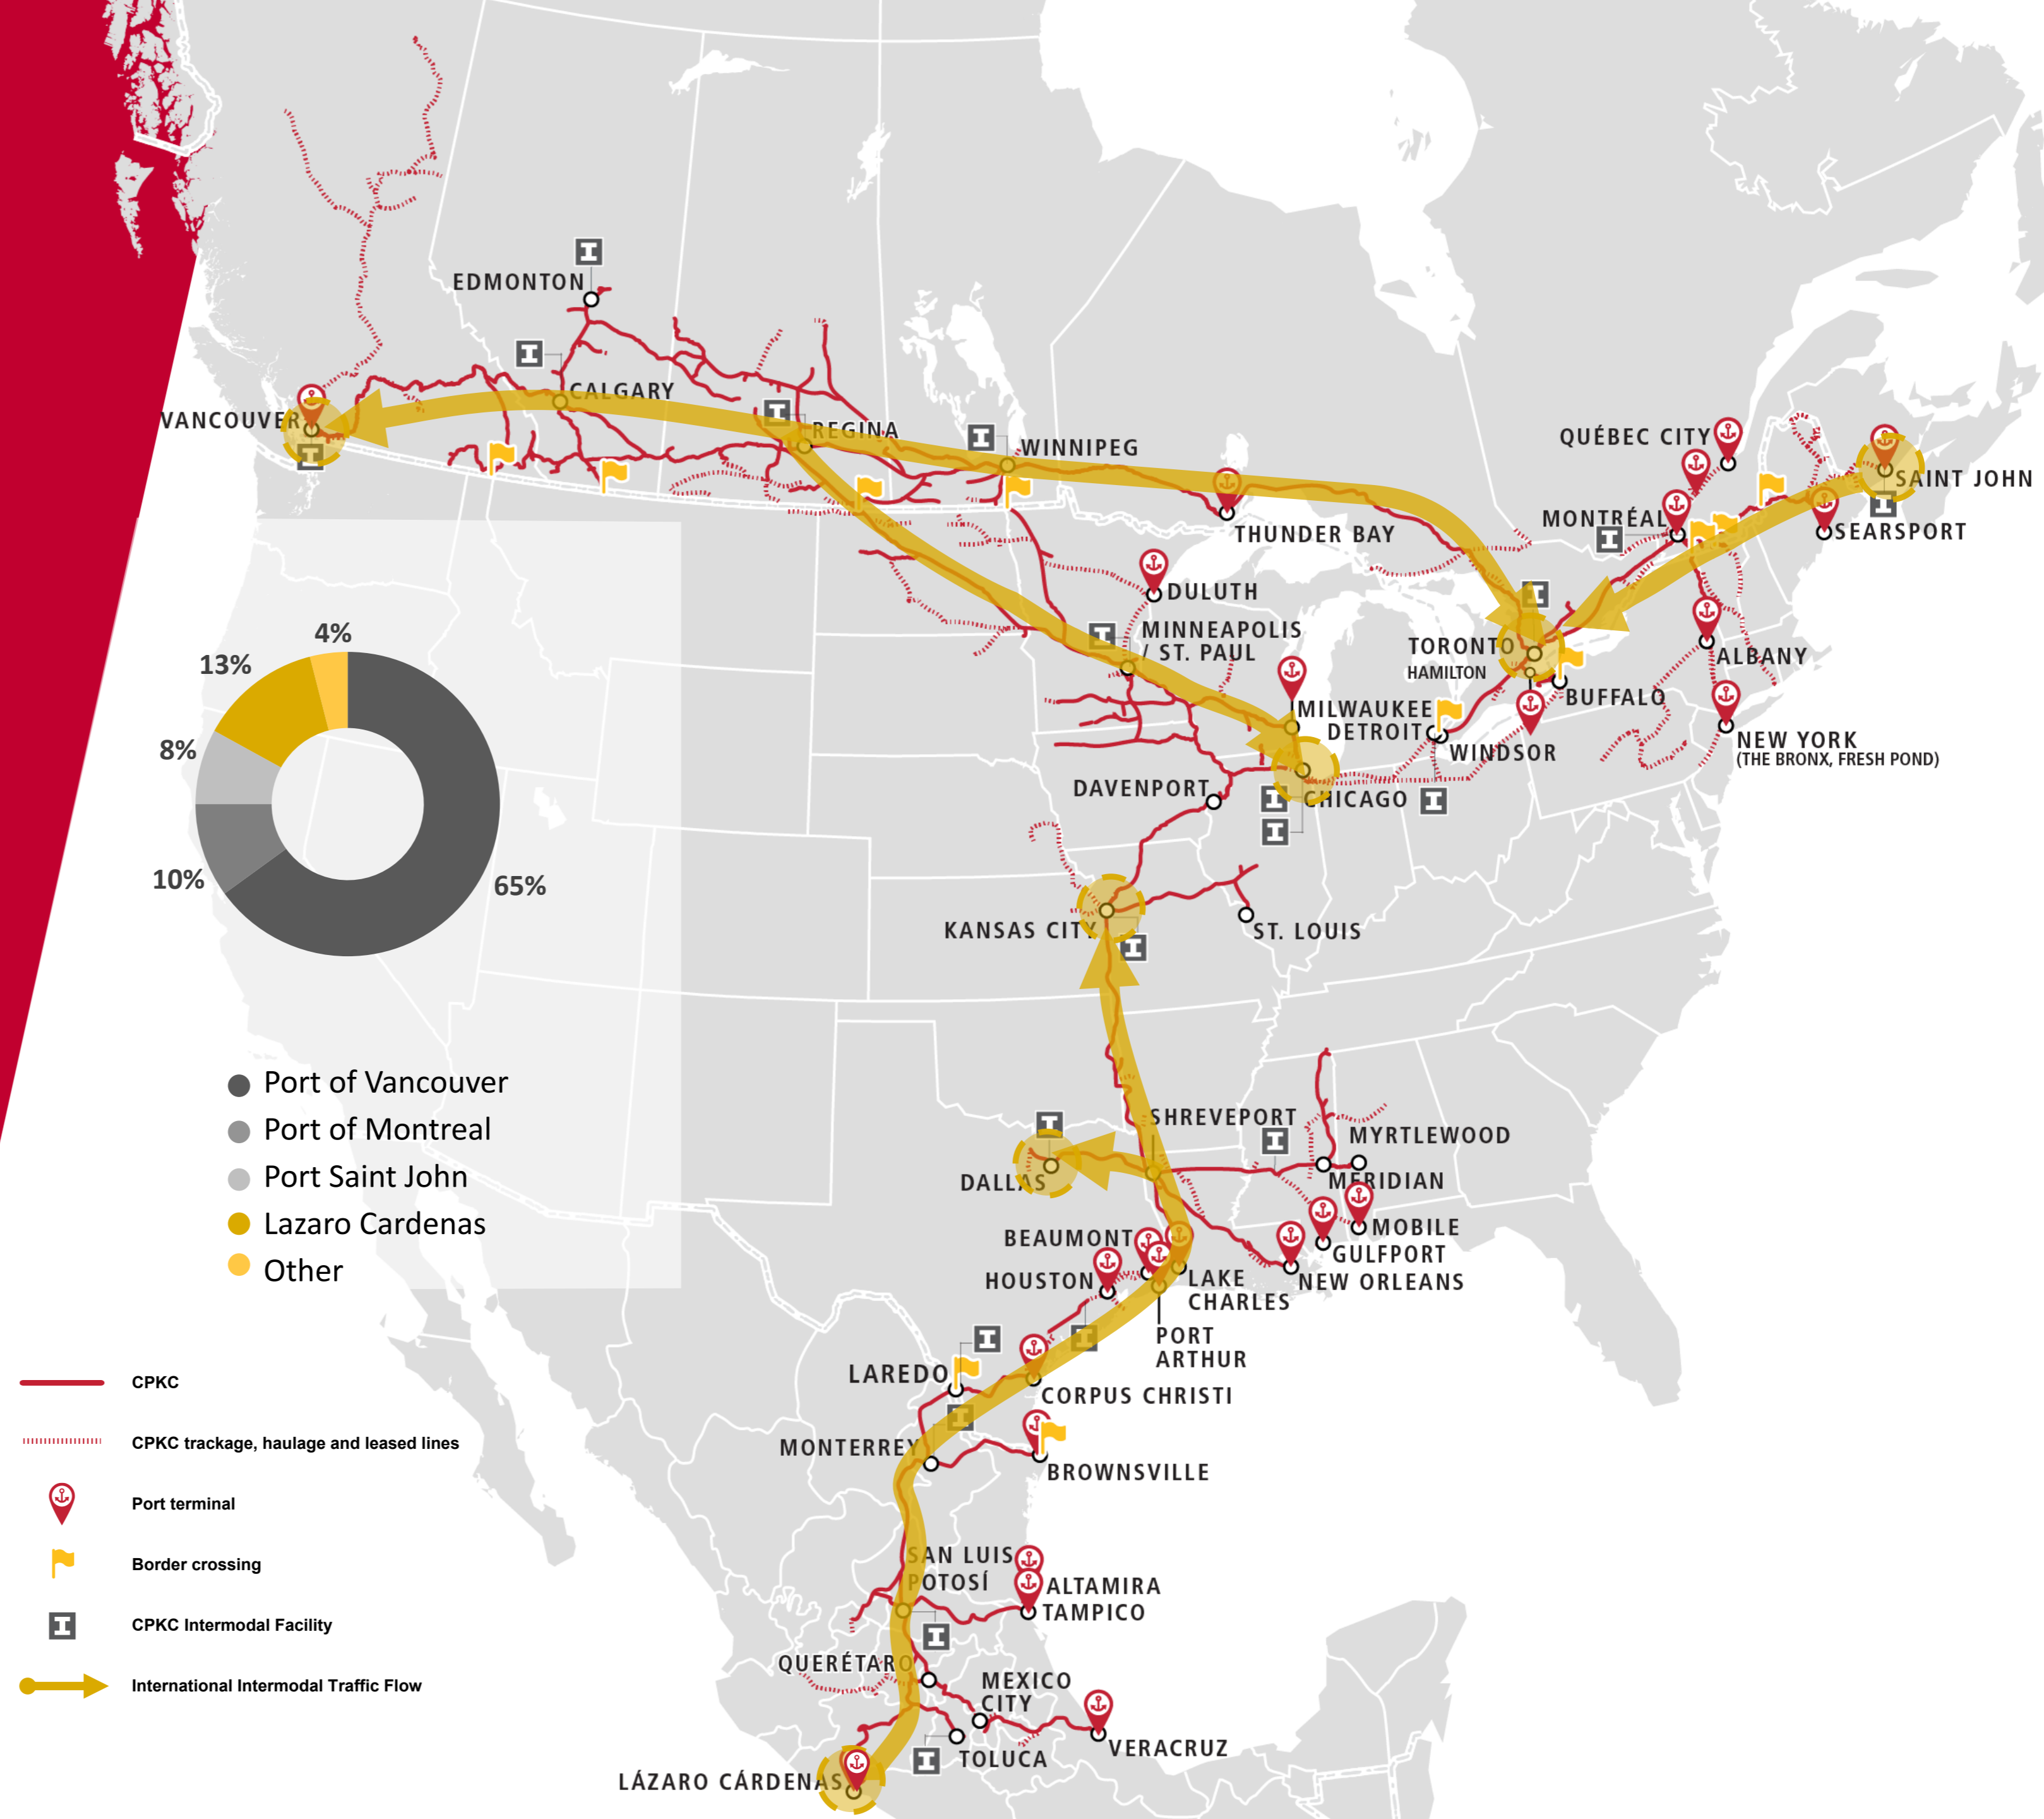 EDMONTON
CALGARY
VANCOUVER
REGINA
WINNIPEG
THUNDER BAY
QUÉBEC CITY
SAINT JOHN
MONTRÉAL
SEARSPORT
DULUTH
MINNEAPOLIS
/ ST. PAUL
TORONTO
HAMILTON
ALBANY
BUFFALO
MILWAUKEE
DETROIT
WINDSOR
NEW YORK
(THE BRONX, FRESH POND)
DAVENPORT
CHICAGO
KANSAS CITY
ST. LOUIS
4%
13%
8%
10%
65%
Port of Vancouver
Port of Montreal
Port Saint John
Lazaro Cardenas
Other
SHREVEPORT
MYRTLEWOOD
DALLAS
MERIDIAN
BEAUMONT
MOBILE
GULFPORT
HOUSTON
LAKE
CHARLES
NEW ORLEANS
PORT
ARTHUR
LAREDO
CORPUS CHRISTI
MONTERREY
BROWNSVILLE
SAN LUIS
POTOSÍ
ALTAMIRA
TAMPICO
QUERÉTARO
MEXICO
CITY
TOLUCA
VERACRUZ
LÁZARO CÁRDENAS
CPKC
CPKC trackage, haulage and leased lines
Port terminal
Border crossing
CPKC Intermodal Facility
International Intermodal Traffic Flow